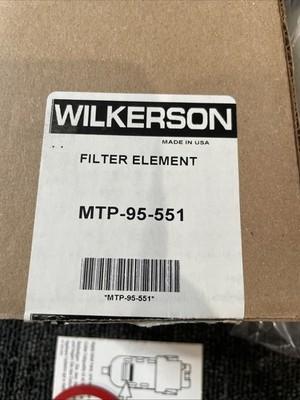 WILKERSON
MADE IN USA
FILTER ELEMENT
MTP-95-551
*MTP-95-551*